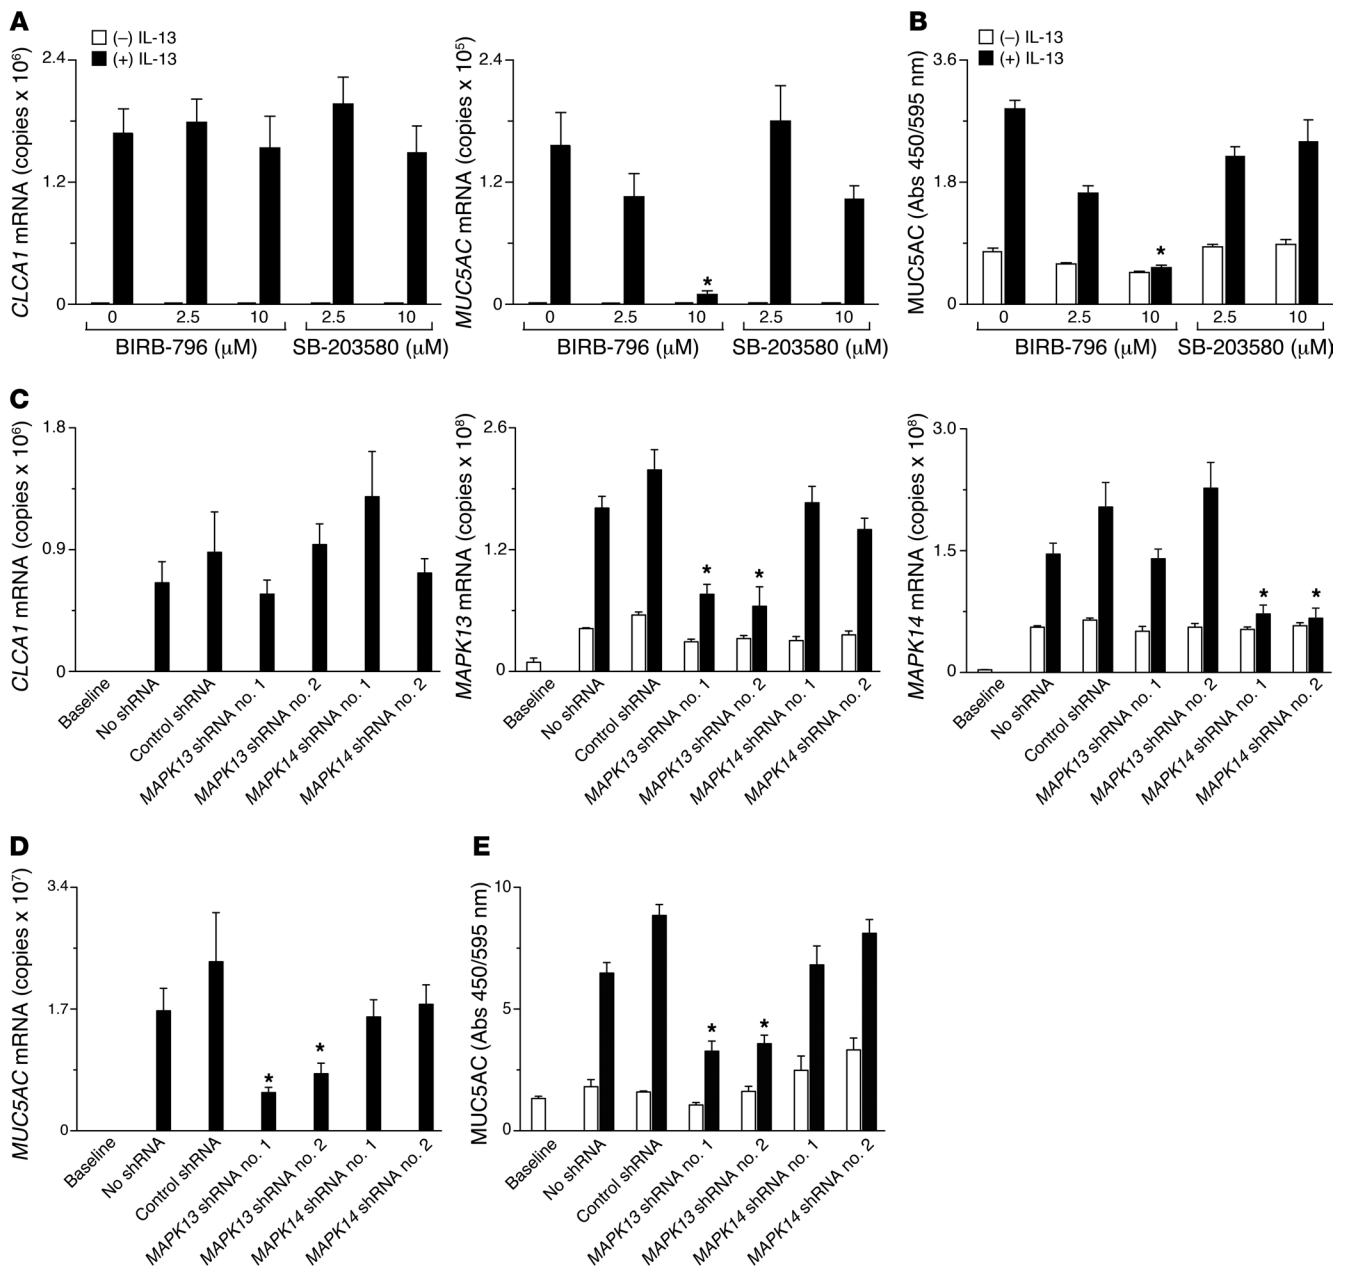 A
(–) IL-13
(+) IL-13
CLCA1 mRNA (copies x 10⁶)
2.4
1.2
0
0 2.5 10 2.5 10
BIRB-796 (μM) SB-203580 (μM)
MUC5AC mRNA (copies x 10⁵)
2.4
1.2
0
*
0 2.5 10 2.5 10
BIRB-796 (μM) SB-203580 (μM)
B
(–) IL-13
(+) IL-13
MUC5AC (Abs 450/595 nm)
3.6
1.8
0
*
0 2.5 10 2.5 10
BIRB-796 (μM) SB-203580 (μM)
C
CLCA1 mRNA (copies x 10⁶)
1.8
0.9
0
Baseline
No shRNA
Control shRNA
MAPK13 shRNA no. 1
MAPK13 shRNA no. 2
MAPK14 shRNA no. 1
MAPK14 shRNA no. 2
MAPK13 mRNA (copies x 10⁸)
2.6
1.2
0
* *
Baseline
No shRNA
Control shRNA
MAPK13 shRNA no. 1
MAPK13 shRNA no. 2
MAPK14 shRNA no. 1
MAPK14 shRNA no. 2
MAPK14 mRNA (copies x 10⁸)
3.0
1.5
0
* *
Baseline
No shRNA
Control shRNA
MAPK13 shRNA no. 1
MAPK13 shRNA no. 2
MAPK14 shRNA no. 1
MAPK14 shRNA no. 2
D
MUC5AC mRNA (copies x 10⁷)
3.4
1.7
0
* *
Baseline
No shRNA
Control shRNA
MAPK13 shRNA no. 1
MAPK13 shRNA no. 2
MAPK14 shRNA no. 1
MAPK14 shRNA no. 2
E
MUC5AC (Abs 450/595 nm)
10
5
0
* *
Baseline
No shRNA
Control shRNA
MAPK13 shRNA no. 1
MAPK13 shRNA no. 2
MAPK14 shRNA no. 1
MAPK14 shRNA no. 2